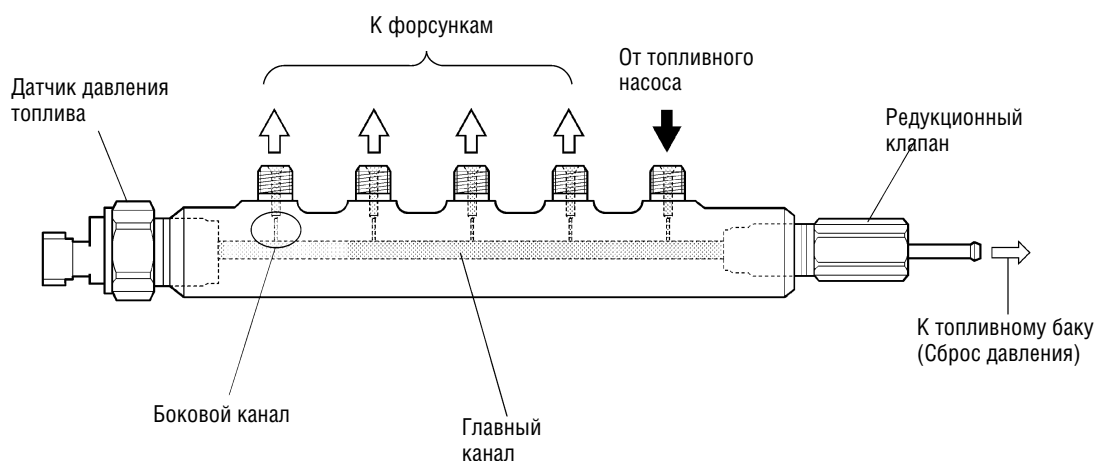 К форсункам
От топливного
насоса
Датчик давления
топлива
Редукционный
клапан
К топливному баку
(Сброс давления)
Боковой канал
Главный
канал